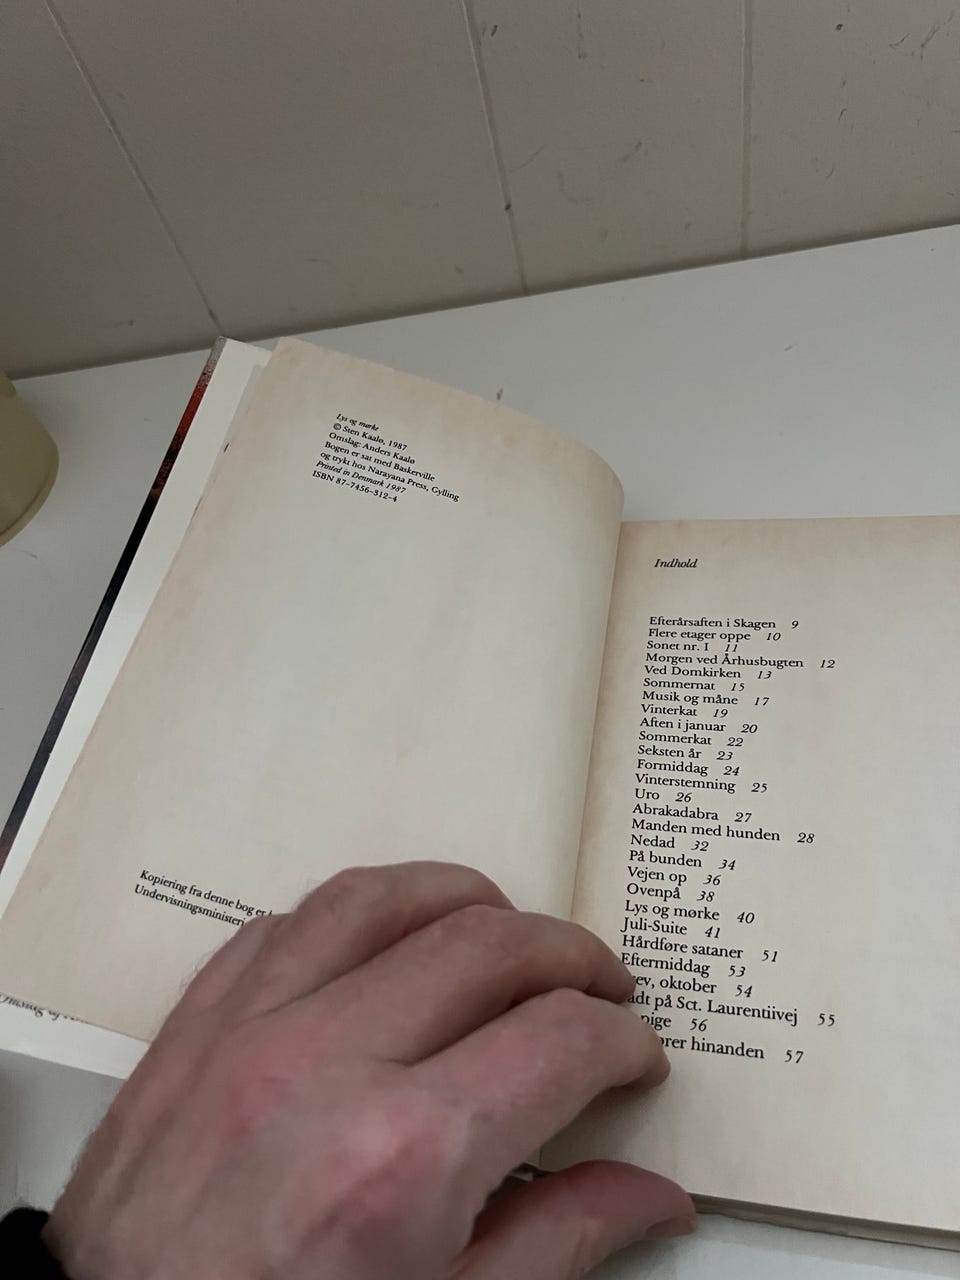 Lys og mørke
© Sten Kaalø, 1987
Omslag: Anders Kaalø
Bogen er sat med Baskerville
og trykt hos Narayana Press, Gylling
Printed in Denmark 1987
ISBN 87-7456-312-4
Kopiering fra denne bog er
Undervisningsministeri
Indhold
Efterårsaften i Skagen 9
Flere etager oppe 10
Sonet nr. I 11
Morgen ved Århusbugten 12
Ved Domkirken 13
Sommernat 15
Musik og måne 17
Vinterkat 19
Aften i januar 20
Sommerkat 22
Seksten år 23
Formiddag 24
Vinterstemning 25
Uro 26
Abrakadabra 27
Manden med hunden 28
Nedad 32
På bunden 34
Vejen op 36
Ovenpå 38
Lys og mørke 40
Juli-Suite 41
Hårdføre sataner 51
Eftermiddag 53
rev, oktober 54
adt på Sct. Laurentiivej 55
pige 56
orer hinanden 57